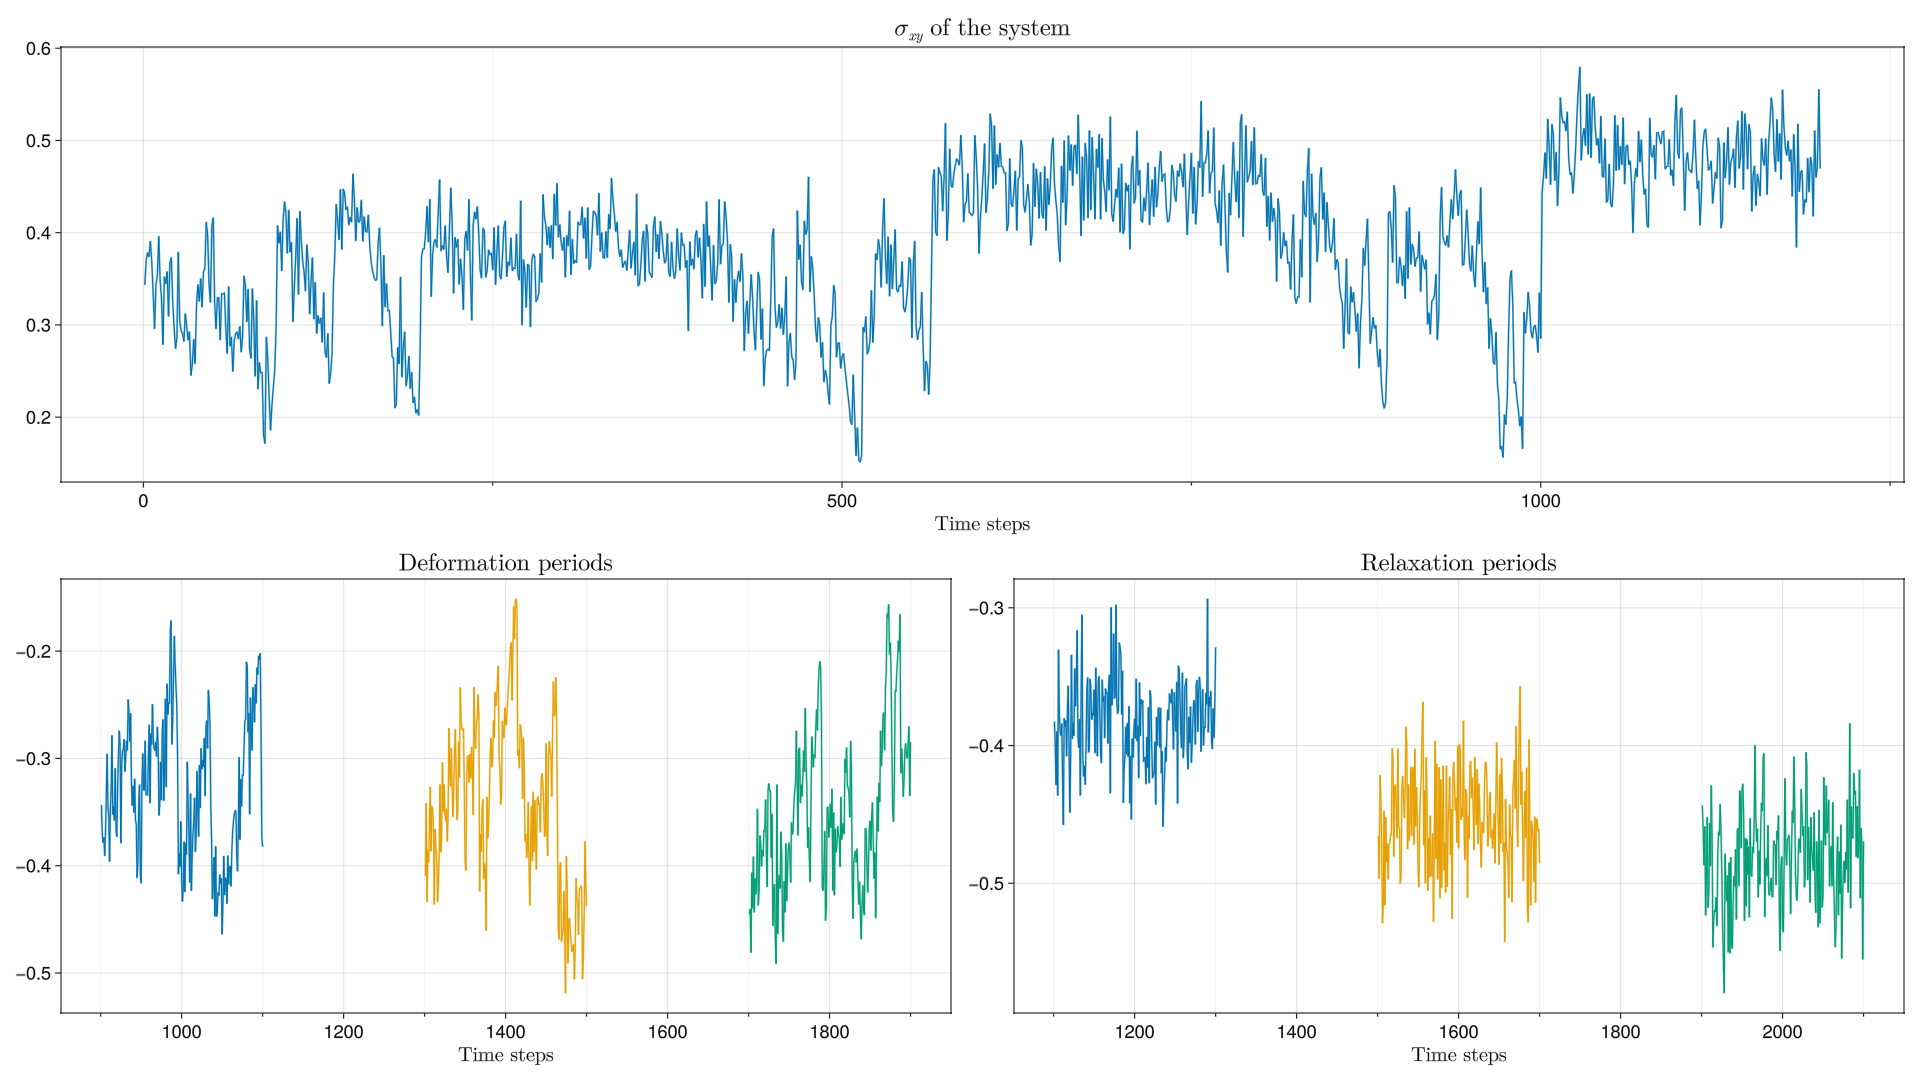 σxy of the system
0.6
0.5
0.4
0.3
0.2
0 500 1000
Time steps
Deformation periods
−0.2
−0.3
−0.4
−0.5
1000 1200 1400 1600 1800
Time steps
Relaxation periods
−0.3
−0.4
−0.5
1200 1400 1600 1800 2000
Time steps